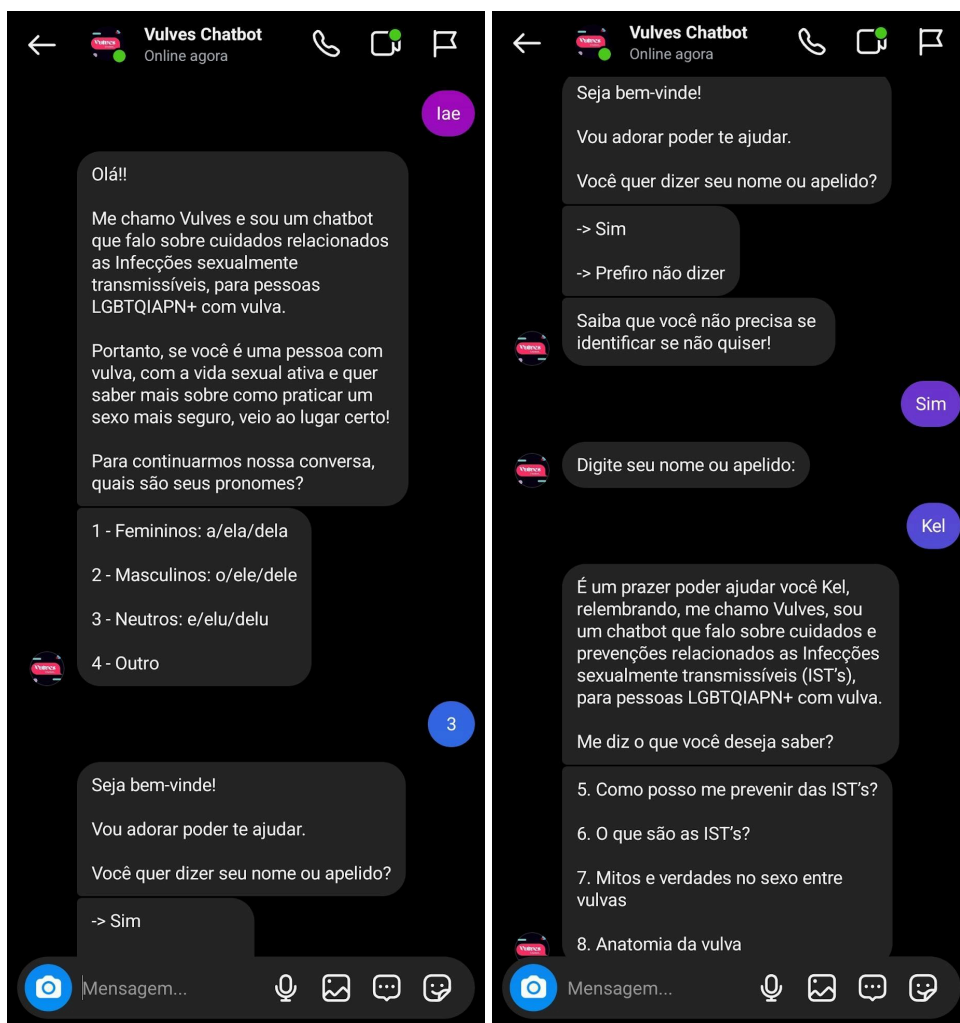 Vulves Chatbot
Online agora
Iae
Olá!!
Me chamo Vulves e sou um chatbot
que falo sobre cuidados relacionados
as Infecções sexualmente
transmissíveis, para pessoas
LGBTQIAPN+ com vulva.
Portanto, se você é uma pessoa com
vulva, com a vida sexual ativa e quer
saber mais sobre como praticar um
sexo mais seguro, veio ao lugar certo!
Para continuarmos nossa conversa,
quais são seus pronomes?
1 - Femininos: a/ela/dela
2 - Masculinos: o/ele/dele
3 - Neutros: e/elu/delu
4 - Outro
3
Seja bem-vinde!
Vou adorar poder te ajudar.
Você quer dizer seu nome ou apelido?
-> Sim
Mensagem...
Vulves Chatbot
Online agora
Seja bem-vinde!
Vou adorar poder te ajudar.
Você quer dizer seu nome ou apelido?
-> Sim
-> Prefiro não dizer
Saiba que você não precisa se
identificar se não quiser!
Sim
Digite seu nome ou apelido:
Kel
É um prazer poder ajudar você Kel,
relembrando, me chamo Vulves, sou
um chatbot que falo sobre cuidados e
prevenções relacionados as Infecções
sexualmente transmissíveis (IST's),
para pessoas LGBTQIAPN+ com vulva.
Me diz o que você deseja saber?
5. Como posso me prevenir das IST's?
6. O que são as IST's?
7. Mitos e verdades no sexo entre
vulvas
8. Anatomia da vulva
Mensagem...